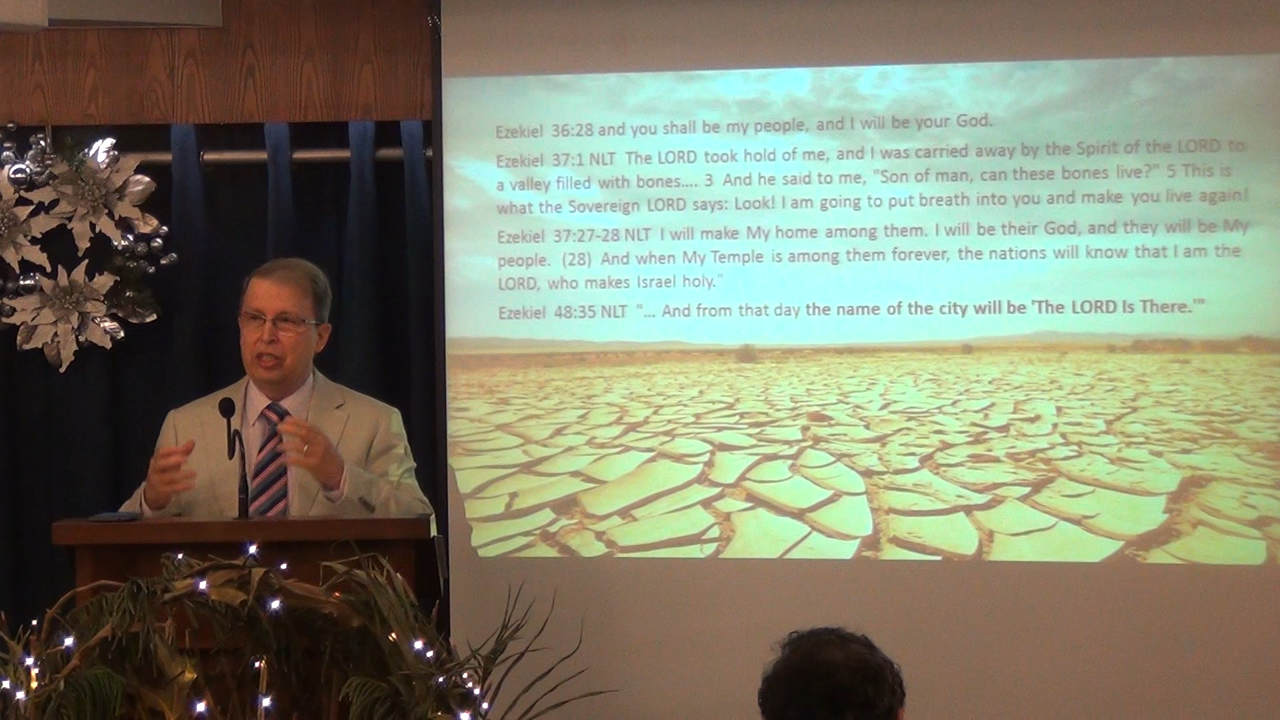 Ezekiel 36:28 and you shall be my people, and I will be your God.
Ezekiel 37:1 NLT The LORD took hold of me, and I was carried away by the Spirit of the LORD to
a valley filled with bones.... 3 And he said to me, "Son of man, can these bones live?" 5 This is
what the Sovereign LORD says: Look! I am going to put breath into you and make you live again!
Ezekiel 37:27-28 NLT I will make My home among them. I will be their God, and they will be My
people. (28) And when My Temple is among them forever, the nations will know that I am the
LORD, who makes Israel holy."
Ezekiel 48:35 NLT "... And from that day the name of the city will be 'The LORD Is There.'"